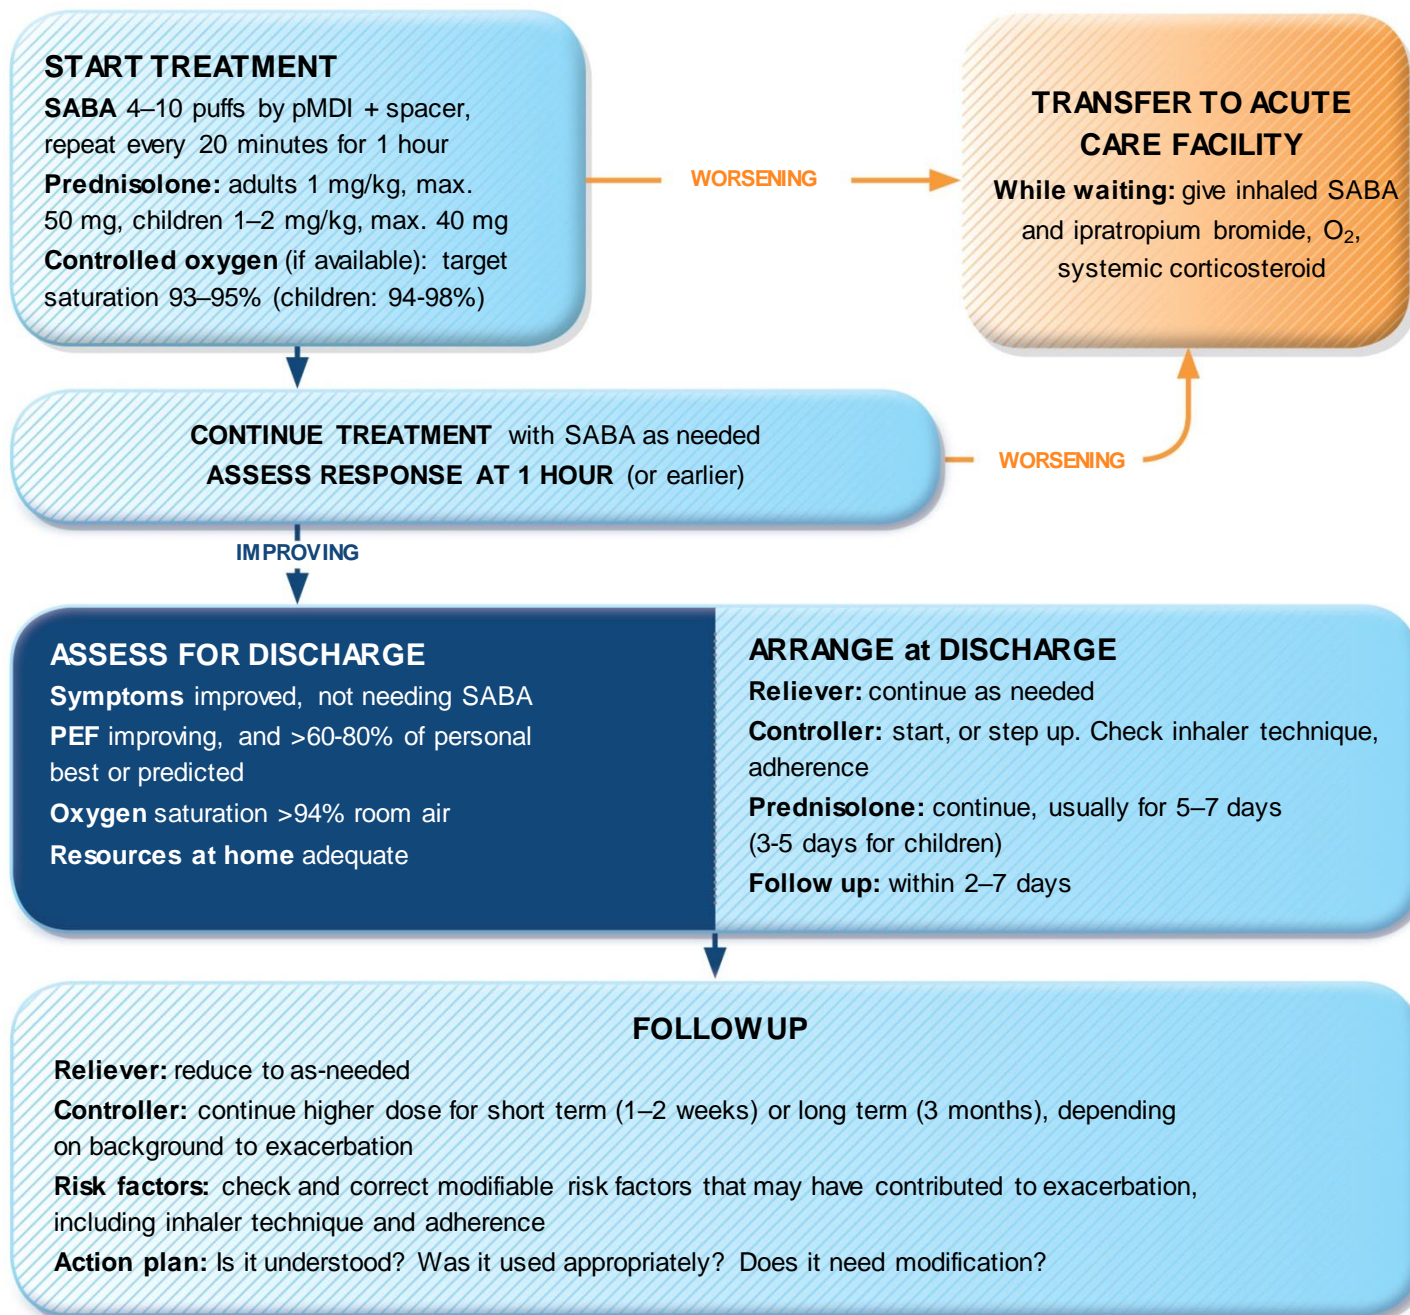 START TREATMENT
SABA 4–10 puffs by pMDI + spacer,
repeat every 20 minutes for 1 hour
Prednisolone: adults 1 mg/kg, max.
50 mg, children 1–2 mg/kg, max. 40 mg
Controlled oxygen (if available): target
saturation 93–95% (children: 94-98%)
WORSENING
TRANSFER TO ACUTE
CARE FACILITY
While waiting: give inhaled SABA
and ipratropium bromide, O₂,
systemic corticosteroid
CONTINUE TREATMENT with SABA as needed
ASSESS RESPONSE AT 1 HOUR (or earlier)
WORSENING
IMPROVING
ASSESS FOR DISCHARGE
Symptoms improved, not needing SABA
PEF improving, and >60-80% of personal
best or predicted
Oxygen saturation >94% room air
Resources at home adequate
ARRANGE at DISCHARGE
Reliever: continue as needed
Controller: start, or step up. Check inhaler technique,
adherence
Prednisolone: continue, usually for 5–7 days
(3-5 days for children)
Follow up: within 2–7 days
FOLLOW UP
Reliever: reduce to as-needed
Controller: continue higher dose for short term (1–2 weeks) or long term (3 months), depending
on background to exacerbation
Risk factors: check and correct modifiable risk factors that may have contributed to exacerbation,
including inhaler technique and adherence
Action plan: Is it understood? Was it used appropriately? Does it need modification?